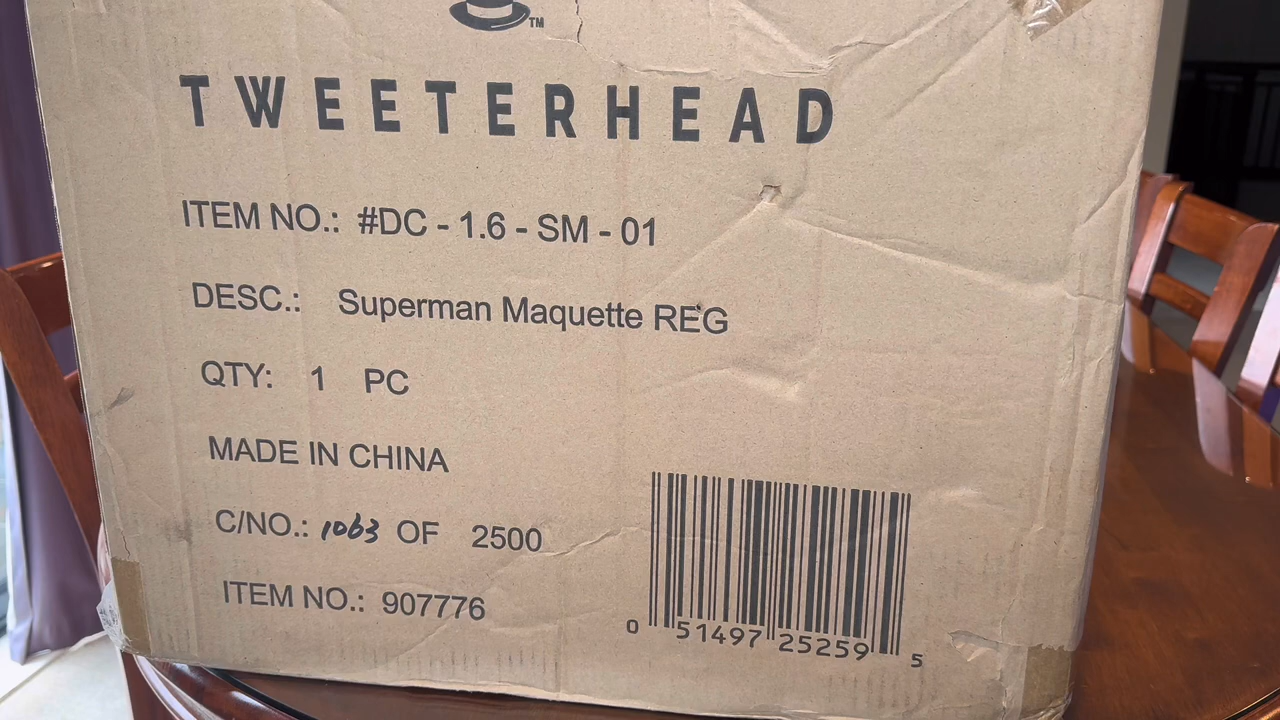 ™
TWEETERHEAD
ITEM NO.: #DC - 1.6 - SM - 01
DESC.: Superman Maquette REG
QTY: 1 PC
MADE IN CHINA
C/NO.: 1063 OF 2500
ITEM NO.: 907776
0 51497 25259 5